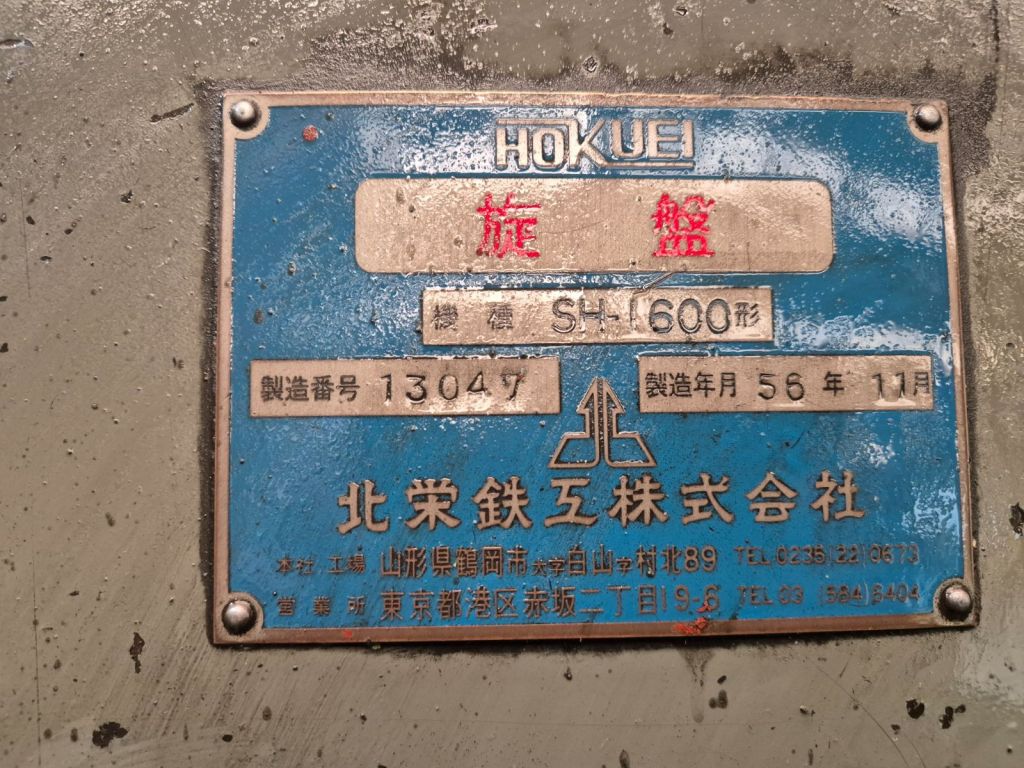 HOKUEI
旋盤
機種 SH-1600形
製造番号 13047
製造年月 56年 11月
北栄鉄工株式会社
本社 工場 山形県鶴岡市大字白山字村北89 TEL 0235(22)0673
営業所 東京都港区赤坂二丁目19-6 TEL 03 (584)6404